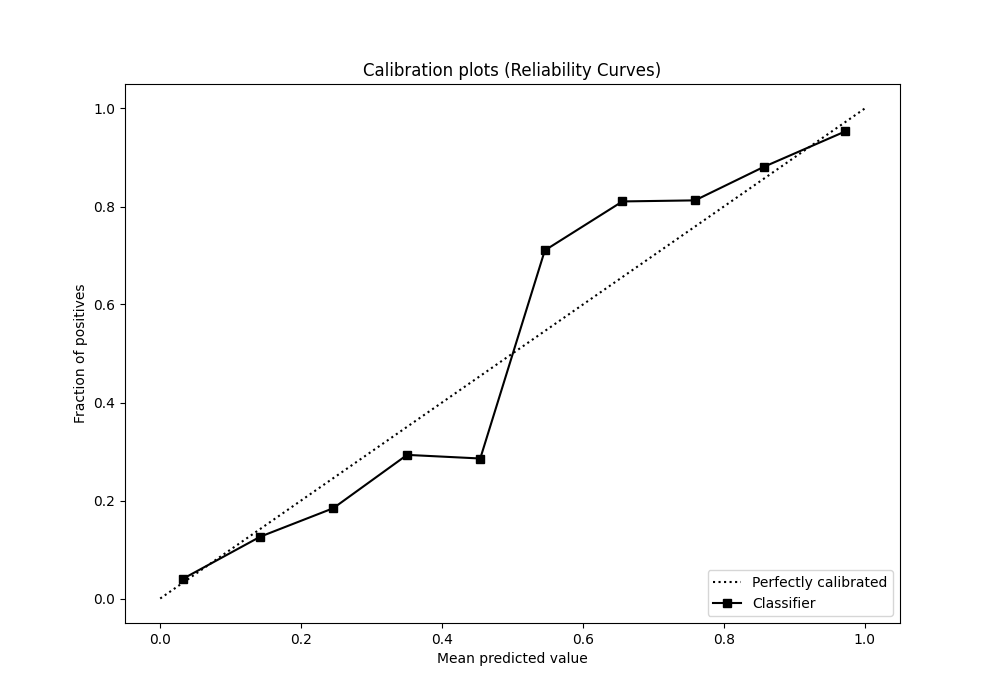 Calibration plots (Reliability Curves)
Fraction of positives
1.0
0.8
0.6
0.4
0.2
0.0
0.0 0.2 0.4 0.6 0.8 1.0
Mean predicted value
Perfectly calibrated
Classifier